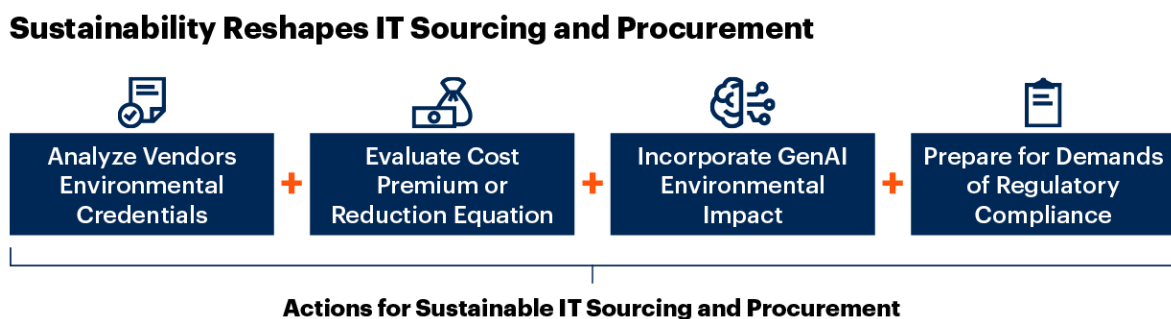 Sustainability Reshapes IT Sourcing and Procurement
Analyze Vendors
Environmental
Credentials
+
Evaluate Cost
Premium or
Reduction Equation
+
Incorporate GenAI
Environmental
Impact
+
Prepare for Demands
of Regulatory
Compliance
Actions for Sustainable IT Sourcing and Procurement